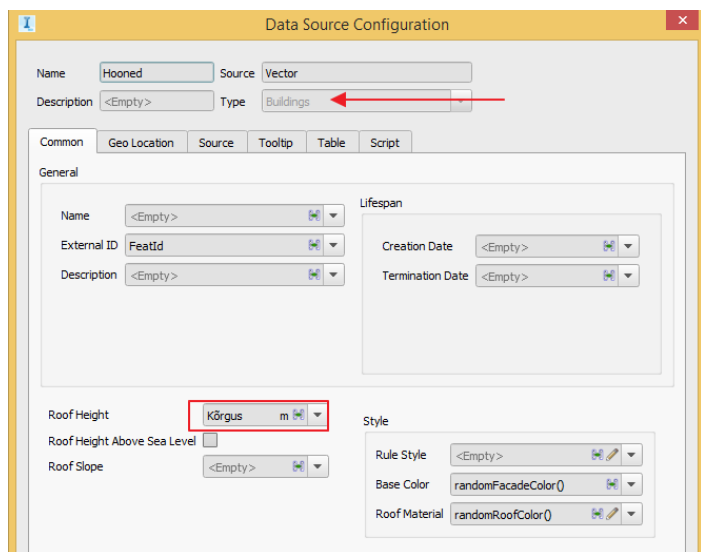 Data Source Configuration
Name Hooned Source Vector
Description <Empty> Type Buildings
Common Geo Location Source Tooltip Table Script
General
Name <Empty>
External ID FeatId
Description <Empty>
Lifespan
Creation Date <Empty>
Termination Date <Empty>
Roof Height Kõrgus m
Roof Height Above Sea Level
Roof Slope <Empty>
Style
Rule Style <Empty>
Base Color randomFacadeColor()
Roof Material randomRoofColor()